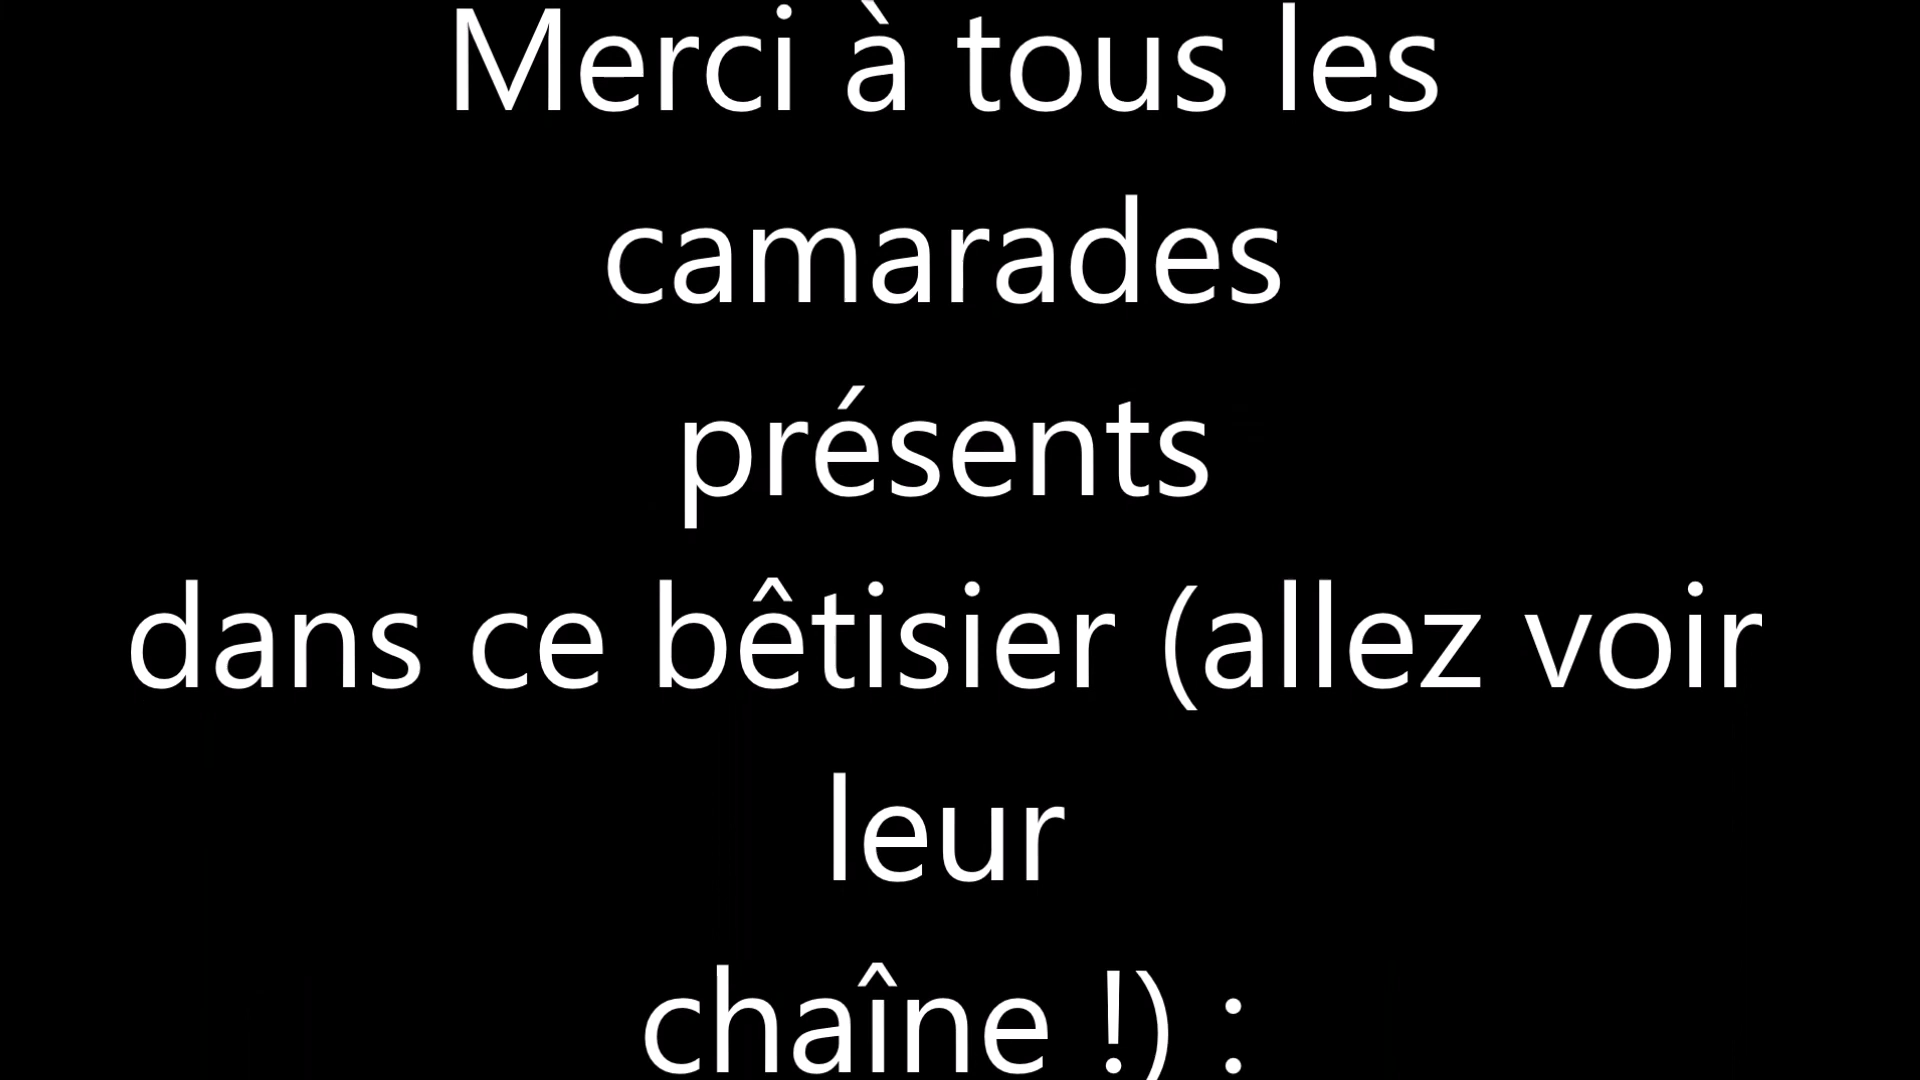 Merci à tous les
camarades
présents
dans ce bêtisier (allez voir
leur
chaîne !) :